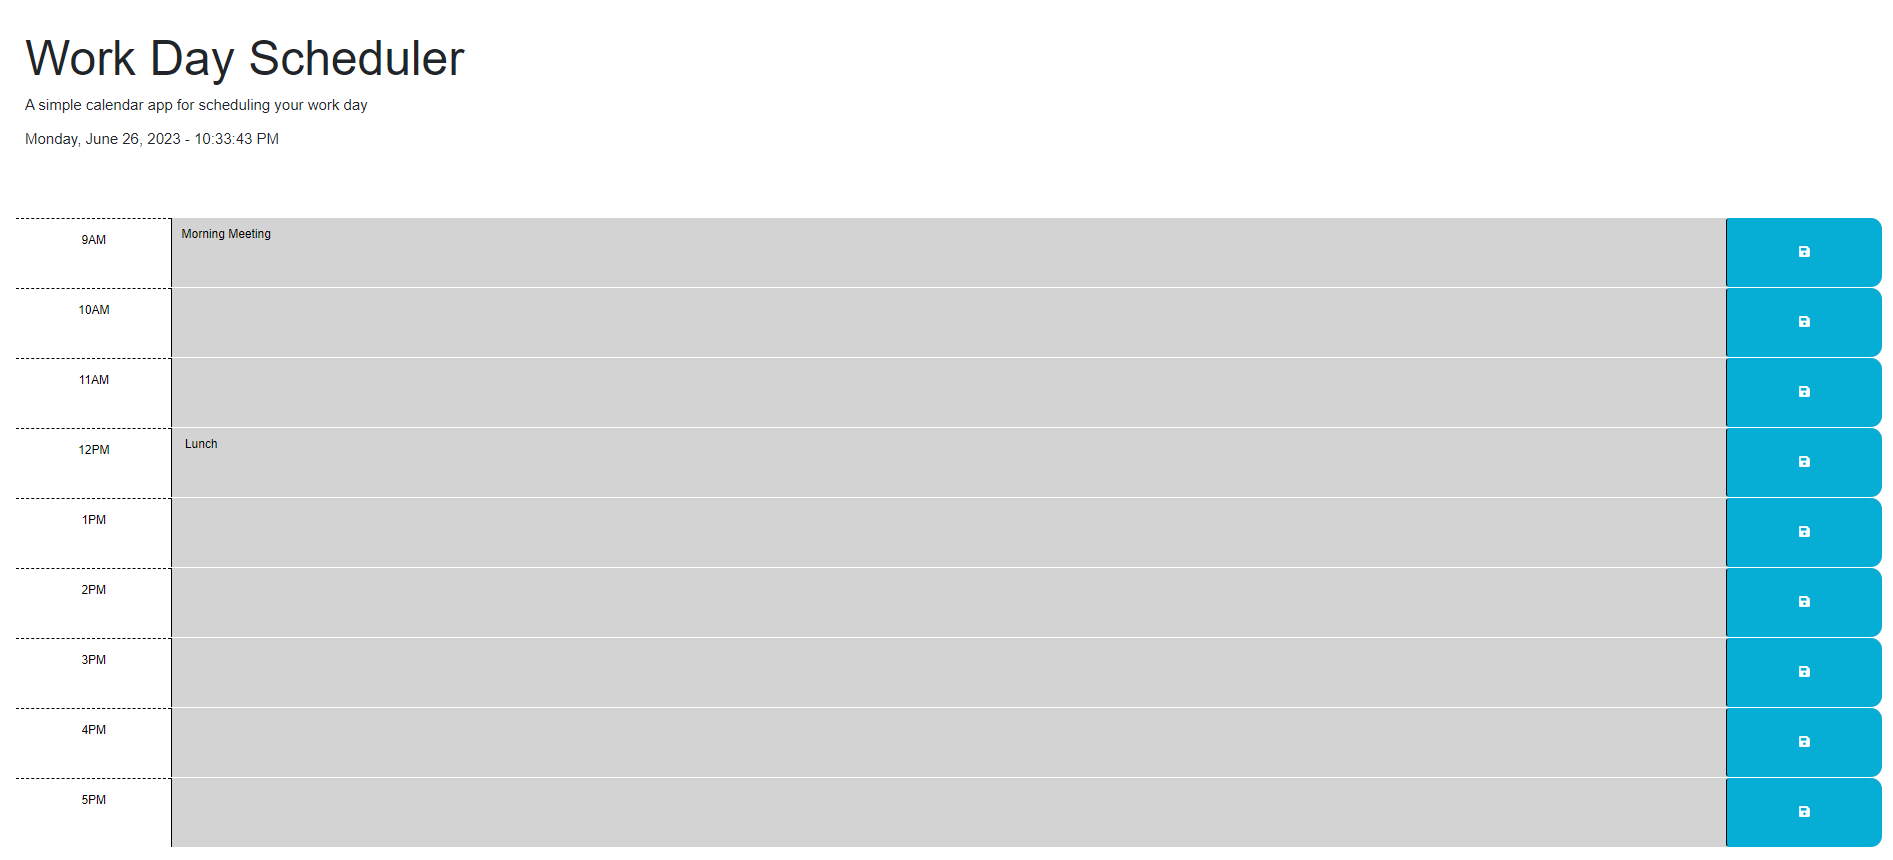 Work Day Scheduler
A simple calendar app for scheduling your work day
Monday, June 26, 2023 - 10:33:43 PM
9AM
Morning Meeting
10AM
11AM
12PM
Lunch
1PM
2PM
3PM
4PM
5PM